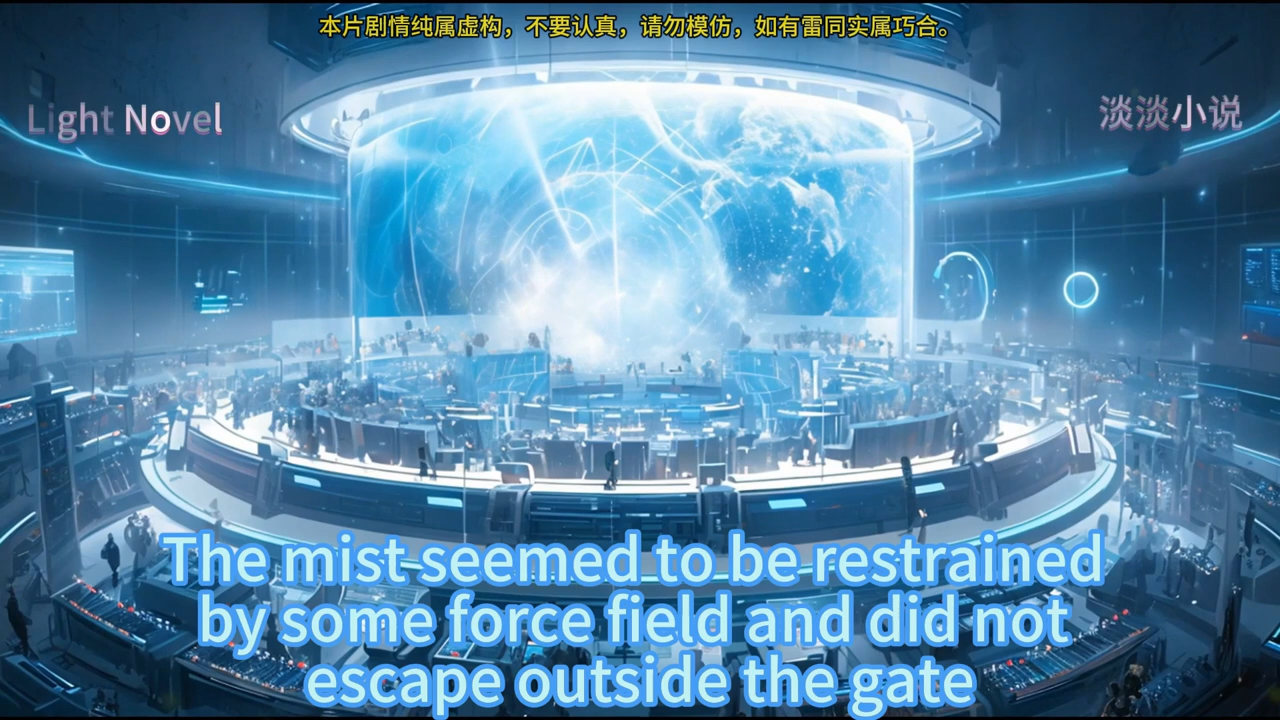 本片剧情纯属虚构，不要认真，请勿模仿，如有雷同实属巧合。
Light Novel
淡淡小说
The mist seemed to be restrained
by some force field and did not
escape outside the gate